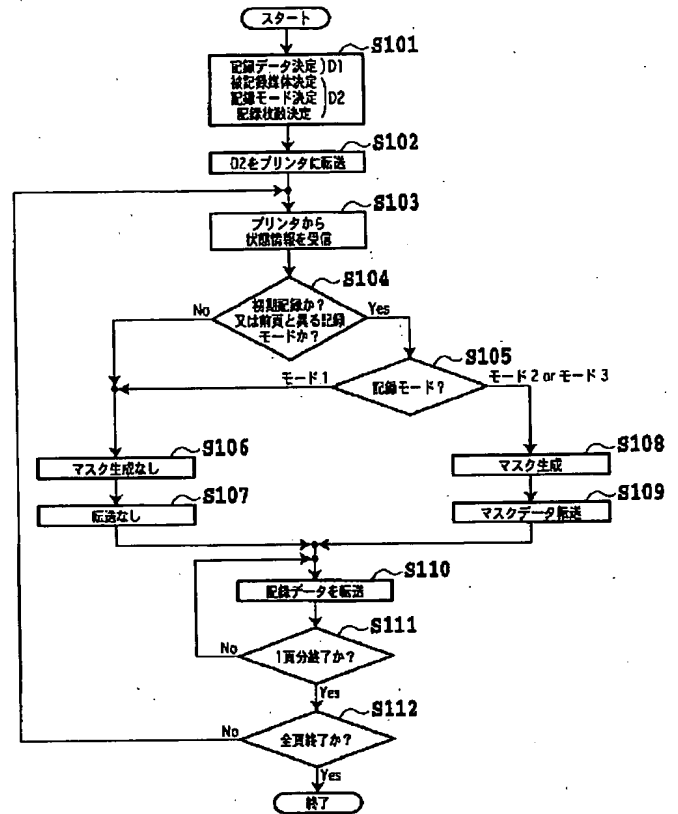 スタート
S101
記録データ決定 )D1
被記録媒体決定
記録モード決定 D2
記録枚数決定
S102
D2をプリンタに転送
S103
プリンタから
状態情報を受信
S104
初期記録か?
又は前頁と異る記録
モードか?
No
Yes
S105
記録モード?
モード1
モード2 or モード3
S106
マスク生成なし
S107
転送なし
S108
マスク生成
S109
マスクデータ転送
S110
記録データを転送
S111
1頁分終了か?
No
Yes
S112
全頁終了か?
No
Yes
終了